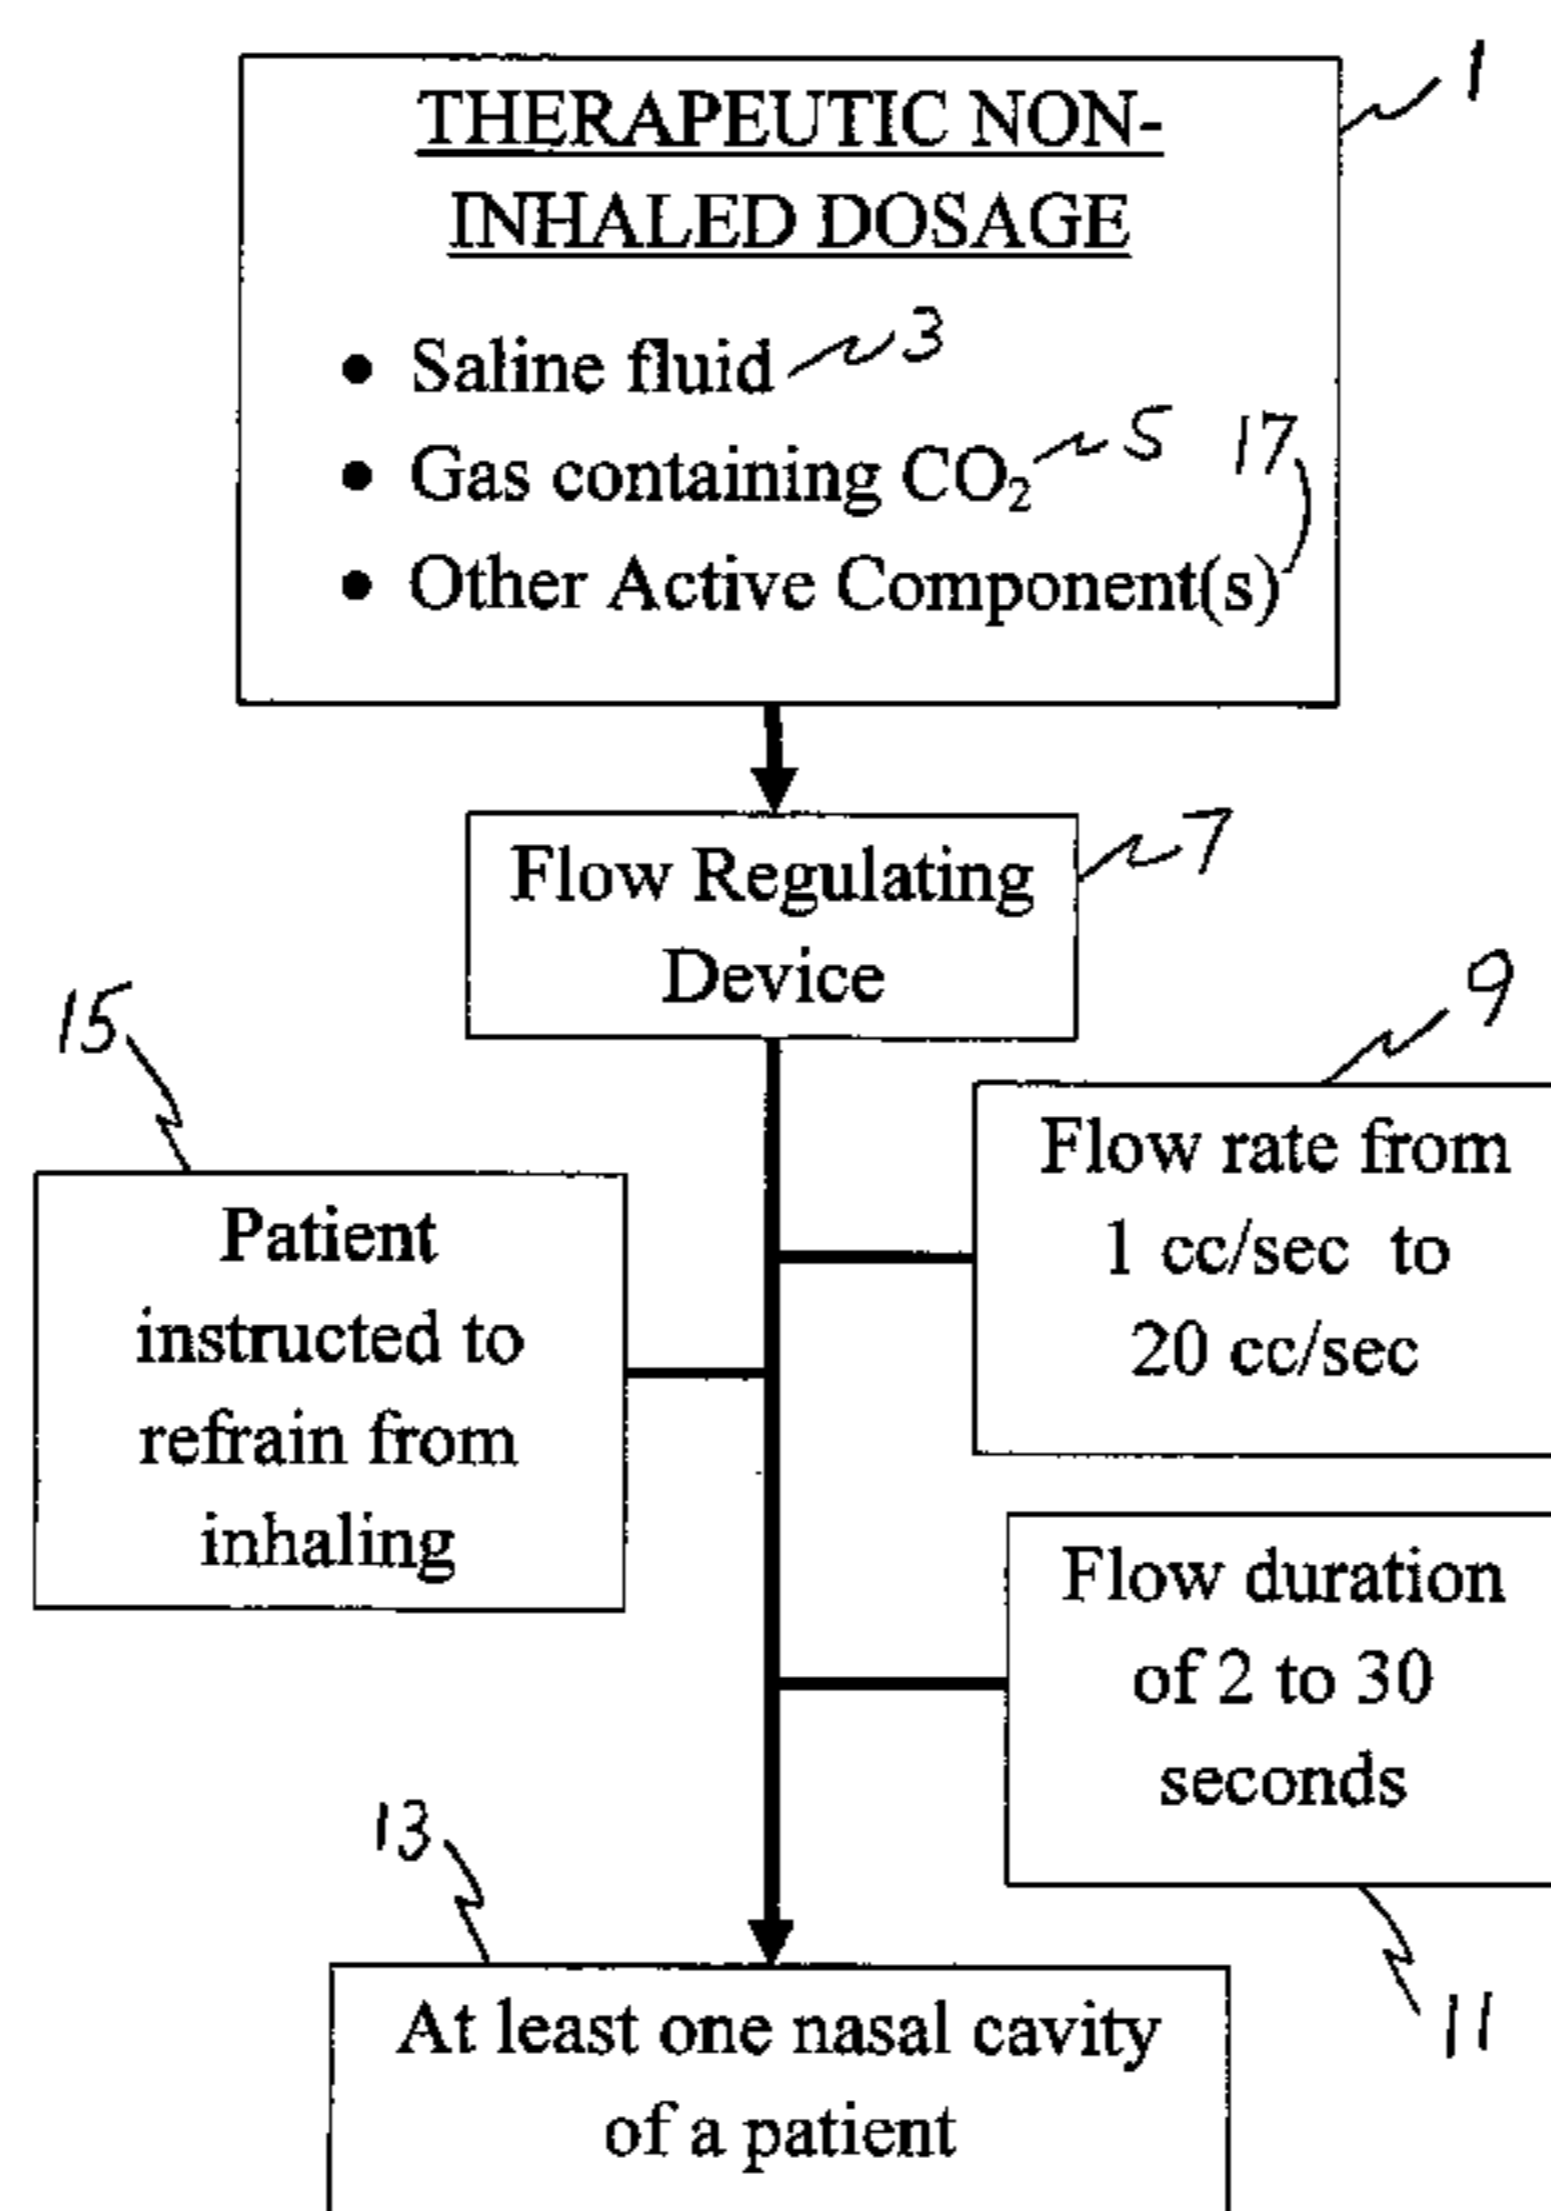 1
THERAPEUTIC NON-
INHALED DOSAGE
• Saline fluid 3
• Gas containing CO₂ 5
17
• Other Active Component(s)
Flow Regulating
Device
7
15
9
Flow rate from
1 cc/sec to
20 cc/sec
Patient
instructed to
refrain from
inhaling
Flow duration
of 2 to 30
seconds
11
13
At least one nasal cavity
of a patient